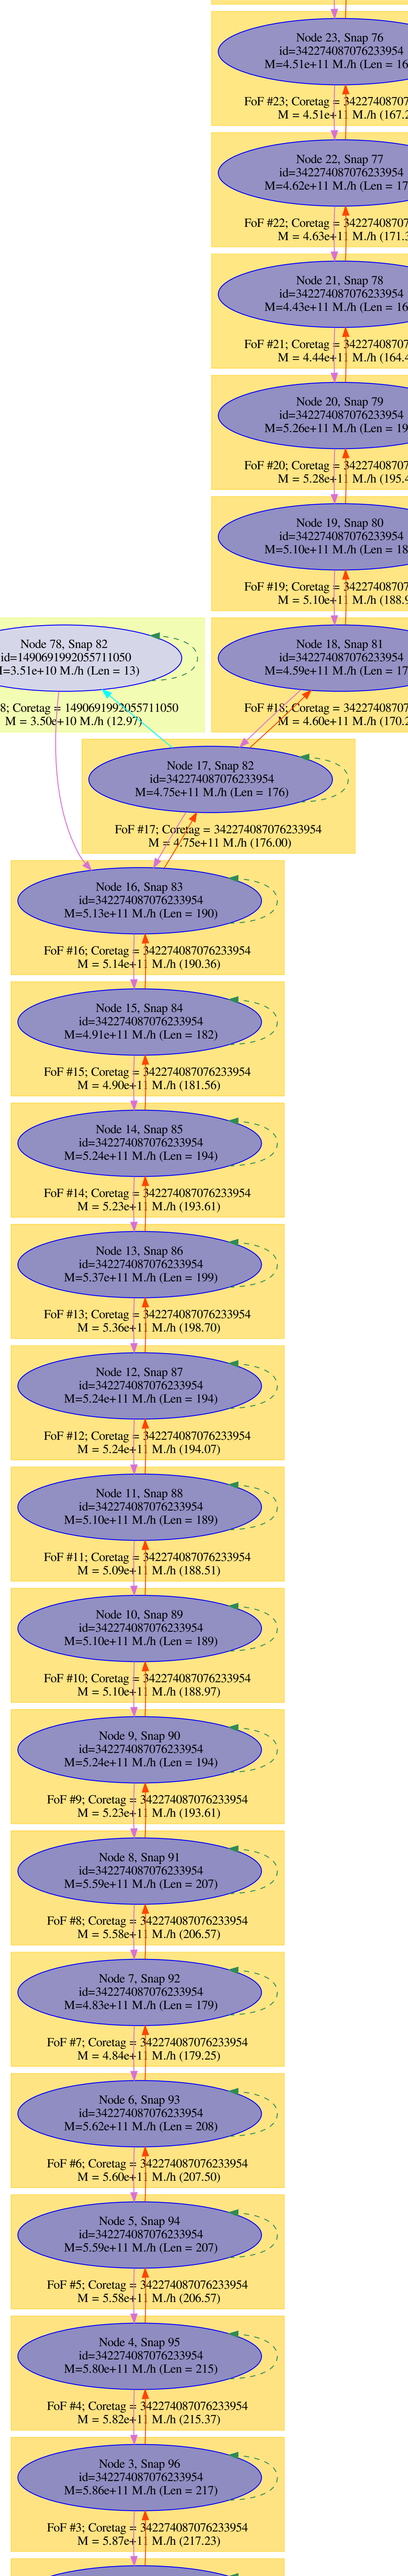 Node 23, Snap 76
id=342274087076233954
M=4.51e+11 M./h (Len = 16
FoF #23; Coretag = 3422740870
M = 4.51e+11 M./h (167.2
Node 22, Snap 77
id=342274087076233954
M=4.62e+11 M./h (Len = 17
FoF #22; Coretag = 3422740870
M = 4.63e+11 M./h (171.3
Node 21, Snap 78
id=342274087076233954
M=4.43e+11 M./h (Len = 16
FoF #21; Coretag = 3422740870
M = 4.44e+11 M./h (164.4
Node 20, Snap 79
id=342274087076233954
M=5.26e+11 M./h (Len = 19
FoF #20; Coretag = 3422740870
M = 5.28e+11 M./h (195.4
Node 19, Snap 80
id=342274087076233954
M=5.10e+11 M./h (Len = 18
FoF #19; Coretag = 3422740870
M = 5.10e+11 M./h (188.9
Node 78, Snap 82
id=1490691992055711050
M=3.51e+10 M./h (Len = 13)
8; Coretag = 1490691992055711050
M = 3.50e+10 M./h (12.97)
Node 18, Snap 81
id=342274087076233954
M=4.59e+11 M./h (Len = 17
FoF #18; Coretag = 3422740870
M = 4.60e+11 M./h (170.2
Node 17, Snap 82
id=342274087076233954
M=4.75e+11 M./h (Len = 176)
FoF #17; Coretag = 342274087076233954
M = 4.75e+11 M./h (176.00)
Node 16, Snap 83
id=342274087076233954
M=5.13e+11 M./h (Len = 190)
FoF #16; Coretag = 342274087076233954
M = 5.14e+11 M./h (190.36)
Node 15, Snap 84
id=342274087076233954
M=4.91e+11 M./h (Len = 182)
FoF #15; Coretag = 342274087076233954
M = 4.90e+11 M./h (181.56)
Node 14, Snap 85
id=342274087076233954
M=5.24e+11 M./h (Len = 194)
FoF #14; Coretag = 342274087076233954
M = 5.23e+11 M./h (193.61)
Node 13, Snap 86
id=342274087076233954
M=5.37e+11 M./h (Len = 199)
FoF #13; Coretag = 342274087076233954
M = 5.36e+11 M./h (198.70)
Node 12, Snap 87
id=342274087076233954
M=5.24e+11 M./h (Len = 194)
FoF #12; Coretag = 342274087076233954
M = 5.24e+11 M./h (194.07)
Node 11, Snap 88
id=342274087076233954
M=5.10e+11 M./h (Len = 189)
FoF #11; Coretag = 342274087076233954
M = 5.09e+11 M./h (188.51)
Node 10, Snap 89
id=342274087076233954
M=5.10e+11 M./h (Len = 189)
FoF #10; Coretag = 342274087076233954
M = 5.10e+11 M./h (188.97)
Node 9, Snap 90
id=342274087076233954
M=5.24e+11 M./h (Len = 194)
FoF #9; Coretag = 342274087076233954
M = 5.23e+11 M./h (193.61)
Node 8, Snap 91
id=342274087076233954
M=5.59e+11 M./h (Len = 207)
FoF #8; Coretag = 342274087076233954
M = 5.58e+11 M./h (206.57)
Node 7, Snap 92
id=342274087076233954
M=4.83e+11 M./h (Len = 179)
FoF #7; Coretag = 342274087076233954
M = 4.84e+11 M./h (179.25)
Node 6, Snap 93
id=342274087076233954
M=5.62e+11 M./h (Len = 208)
FoF #6; Coretag = 342274087076233954
M = 5.60e+11 M./h (207.50)
Node 5, Snap 94
id=342274087076233954
M=5.59e+11 M./h (Len = 207)
FoF #5; Coretag = 342274087076233954
M = 5.58e+11 M./h (206.57)
Node 4, Snap 95
id=342274087076233954
M=5.80e+11 M./h (Len = 215)
FoF #4; Coretag = 342274087076233954
M = 5.82e+11 M./h (215.37)
Node 3, Snap 96
id=342274087076233954
M=5.86e+11 M./h (Len = 217)
FoF #3; Coretag = 342274087076233954
M = 5.87e+11 M./h (217.23)